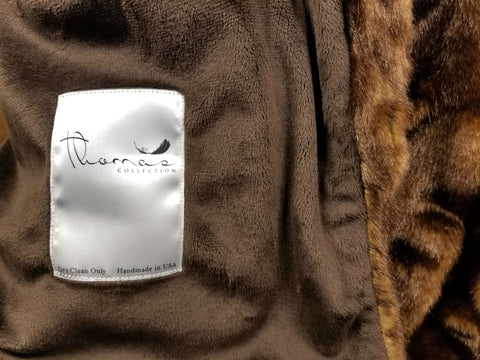 Thomas
COLLECTION
Dry Clean Only Handmade in USA